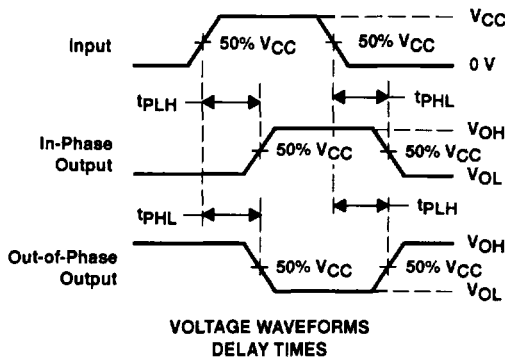 Input
50% VCC
50% VCC
VCC
0 V
tPLH
tPHL
In-Phase
Output
50% VCC
50% VCC
VOH
VOL
tPHL
tPLH
Out-of-Phase
Output
50% VCC
50% VCC
VOH
VOL
VOLTAGE WAVEFORMS
DELAY TIMES